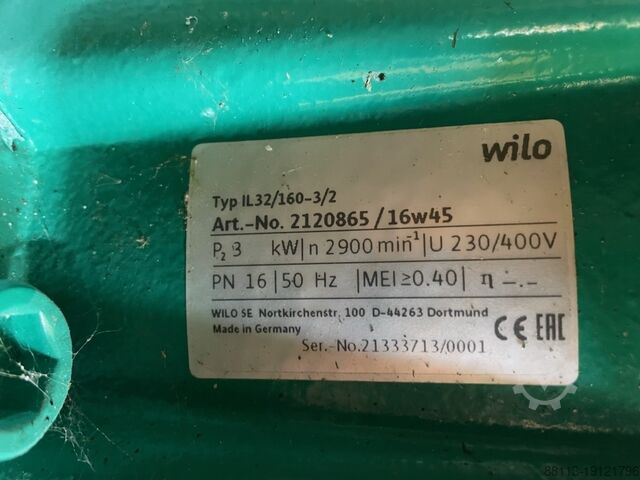 wilo
Typ IL32/160-3/2
Art.-No. 2120865/16w45
P₂ 3 kW n 2900 min⁻¹ U 230/400V
PN 16 50 Hz MEI≥0.40 η –.–
WILO SE Nortkirchenstr. 100 D-44263 Dortmund
Made in Germany CE EAC
Ser.-No.21333713/0001
88113-19121796